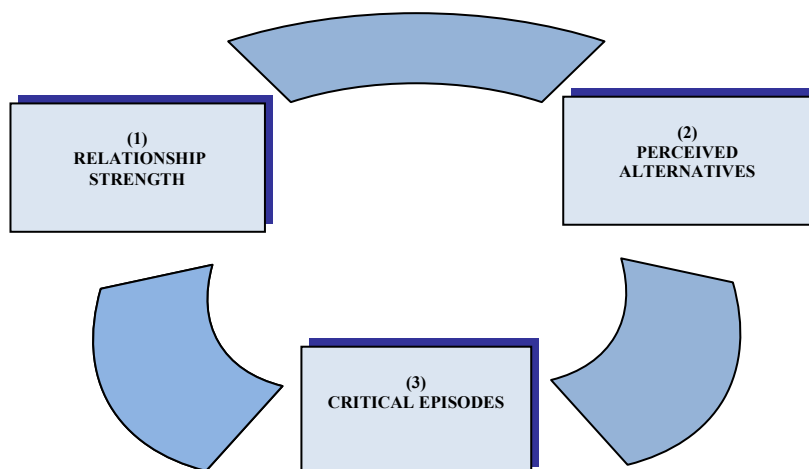 (1)
RELATIONSHIP
STRENGTH
(2)
PERCEIVED
ALTERNATIVES
(3)
CRITICAL EPISODES